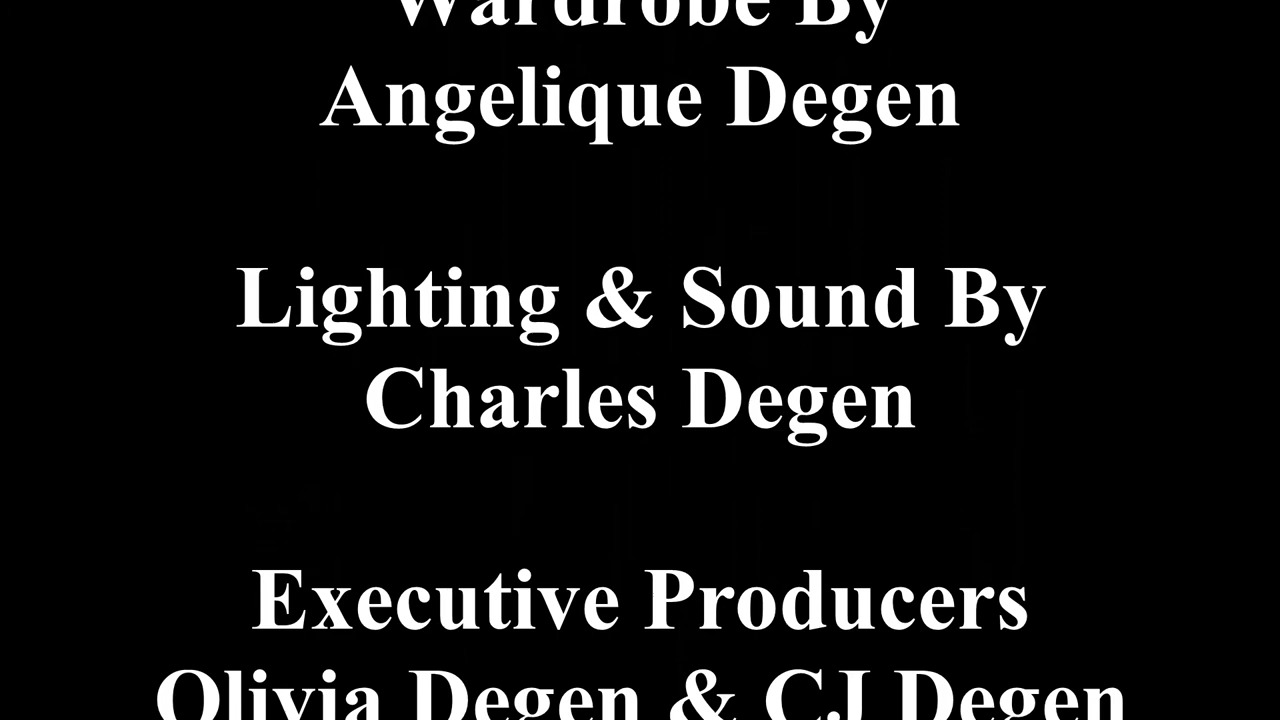 Wardrobe By
Angelique Degen
Lighting & Sound By
Charles Degen
Executive Producers
Olivia Degen & CJ Degen